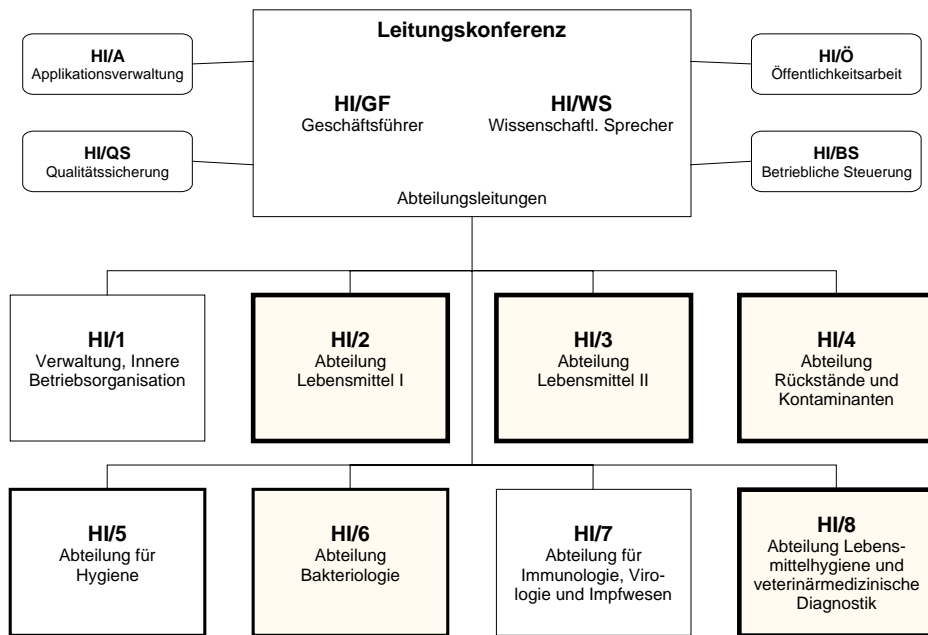 Leitungskonferenz
HI/A
Applikationsverwaltung
HI/Ö
Öffentlichkeitsarbeit
HI/GF
Geschäftsführer
HI/WS
Wissenschaftl. Sprecher
HI/QS
Qualitätssicherung
HI/BS
Betriebliche Steuerung
Abteilungsleitungen
HI/1
Verwaltung, Innere
Betriebsorganisation
HI/2
Abteilung
Lebensmittel I
HI/3
Abteilung
Lebensmittel II
HI/4
Abteilung
Rückstände und
Kontaminanten
HI/5
Abteilung für
Hygiene
HI/6
Abteilung
Bakteriologie
HI/7
Abteilung für
Immunologie, Viro-
logie und Impfwesen
HI/8
Abteilung Lebens-
mittelhygiene und
veterinärmedizinische
Diagnostik